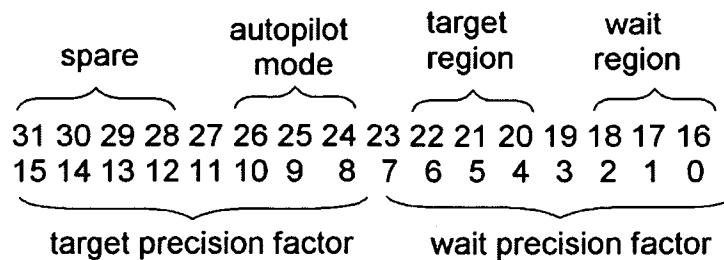 spare autopilot mode target region wait region
31 30 29 28 27 26 25 24 23 22 21 20 19 18 17 16
15 14 13 12 11 10 9 8 7 6 5 4 3 2 1 0
target precision factor wait precision factor